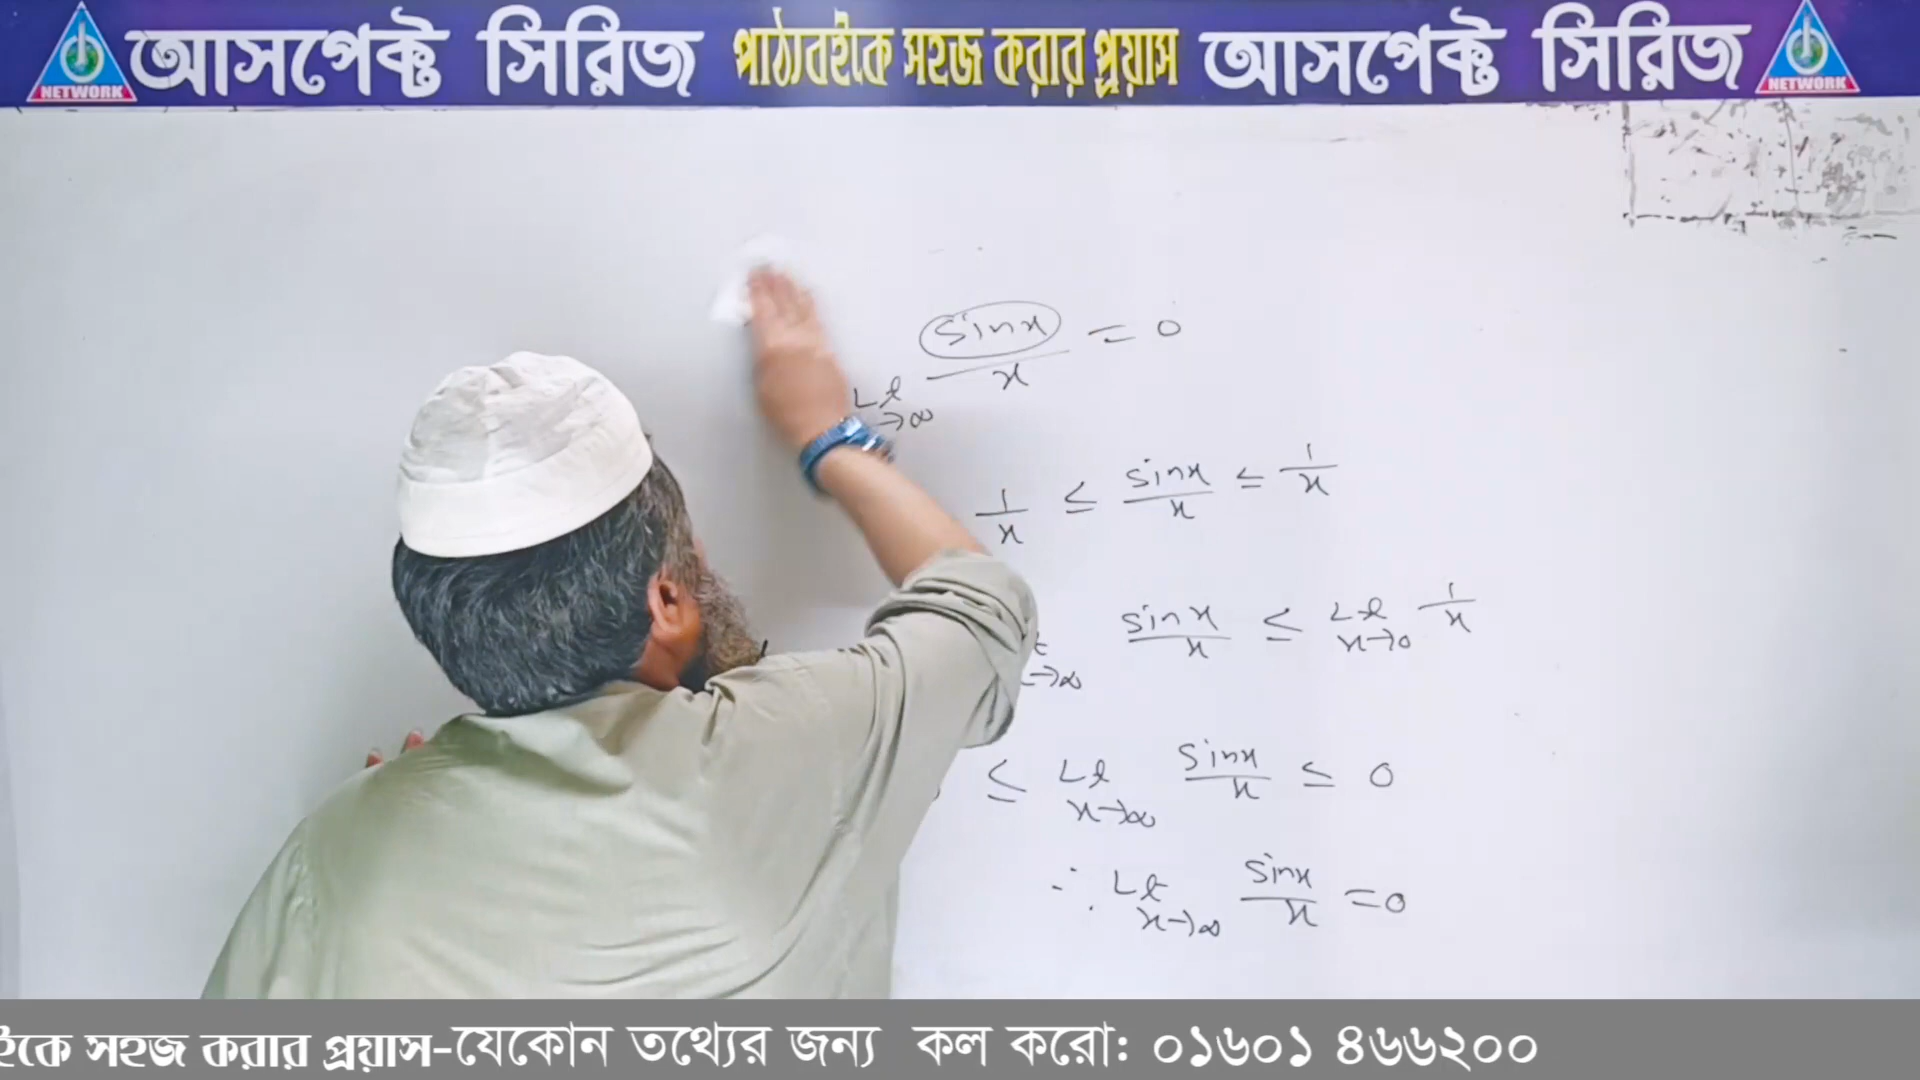 আসপেক্ট সিরিজ পাঠ্যবইকে সহজ করার প্রয়াস আসপেক্ট সিরিজ
NETWORK NETWORK
sinx/x = 0
Lt →∞
1/x ≤ sinx/x ≤ 1/x
→∞ sinx/x ≤ Lt x→0 1/x
≤ Lt x→∞ sinx/x ≤ 0
∴ Lt x→∞ sinx/x =0
ইকে সহজ করার প্রয়াস-যেকোন তথ্যের জন্য কল করো: ০১৬০১ ৪৬৬২০০